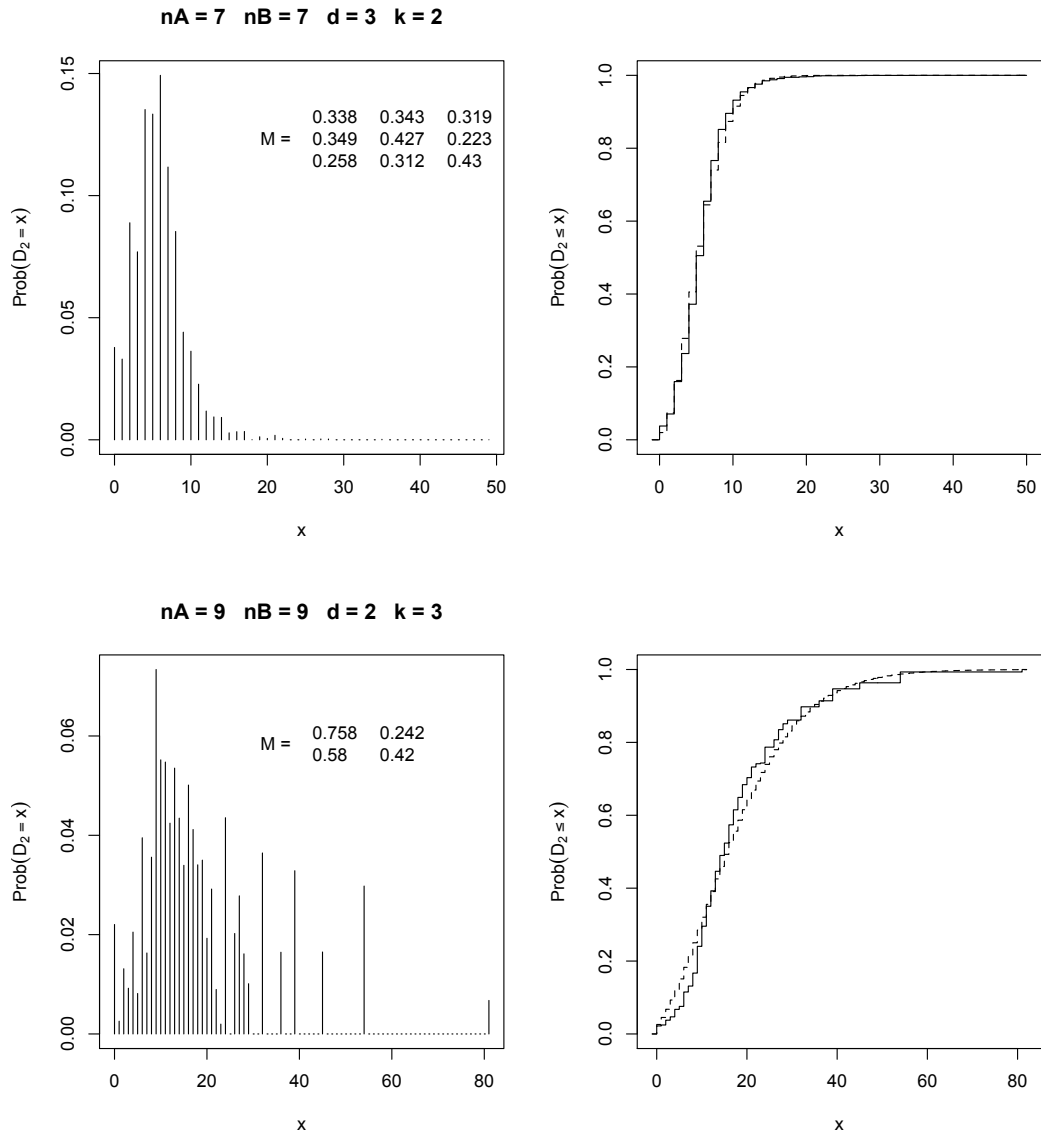 nA = 7 nB = 7 d = 3 k = 2
0.00 0.05 0.10 0.15
Prob(D₂ = x)
M =
0.338 0.343 0.319
0.349 0.427 0.223
0.258 0.312 0.43
0 10 20 30 40 50
x
0.0 0.2 0.4 0.6 0.8 1.0
Prob(D₂ ≤ x)
0 10 20 30 40 50
x
nA = 9 nB = 9 d = 2 k = 3
0.00 0.02 0.04 0.06
Prob(D₂ = x)
M =
0.758 0.242
0.58 0.42
0 20 40 60 80
x
0.0 0.2 0.4 0.6 0.8 1.0
Prob(D₂ ≤ x)
0 20 40 60 80
x